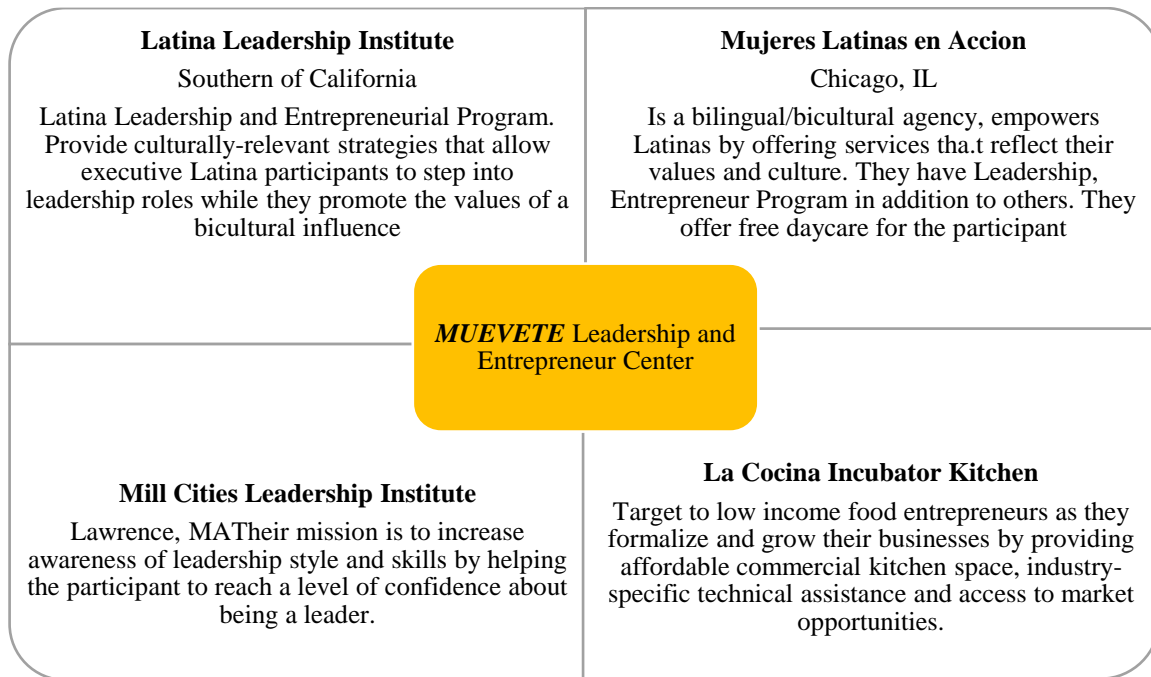 Latina Leadership Institute
Southern of California
Latina Leadership and Entrepreneurial Program.
Provide culturally-relevant strategies that allow
executive Latina participants to step into
leadership roles while they promote the values of a
bicultural influence
Mujeres Latinas en Accion
Chicago, IL
Is a bilingual/bicultural agency, empowers
Latinas by offering services tha.t reflect their
values and culture. They have Leadership,
Entrepreneur Program in addition to others. They
offer free daycare for the participant
MUEVETE Leadership and
Entrepreneur Center
Mill Cities Leadership Institute
Lawrence, MATheir mission is to increase
awareness of leadership style and skills by helping
the participant to reach a level of confidence about
being a leader.
La Cocina Incubator Kitchen
Target to low income food entrepreneurs as they
formalize and grow their businesses by providing
affordable commercial kitchen space, industry-
specific technical assistance and access to market
opportunities.